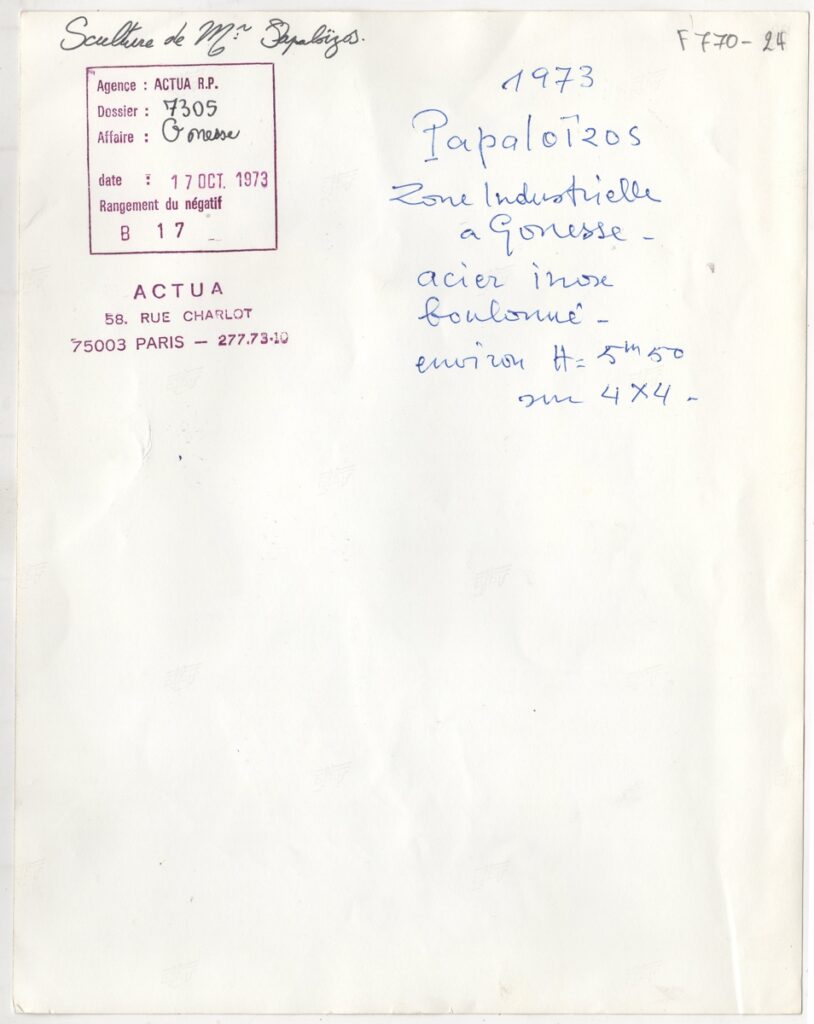 Sculture de Mr Papaloïzos.
F770-24
Agence : ACTUA R.P.
Dossier : 7305
Affaire : Gonesse
date : 17 OCT. 1973
Rangement du négatif
B 17
ACTUA
58. RUE CHARLOT
75003 PARIS — 277.73-10
1973
Papaloïzos
Zone Industrielle
a Gonesse -
acier inox
boulonné -
environ H = 5m50
sur 4X4 -